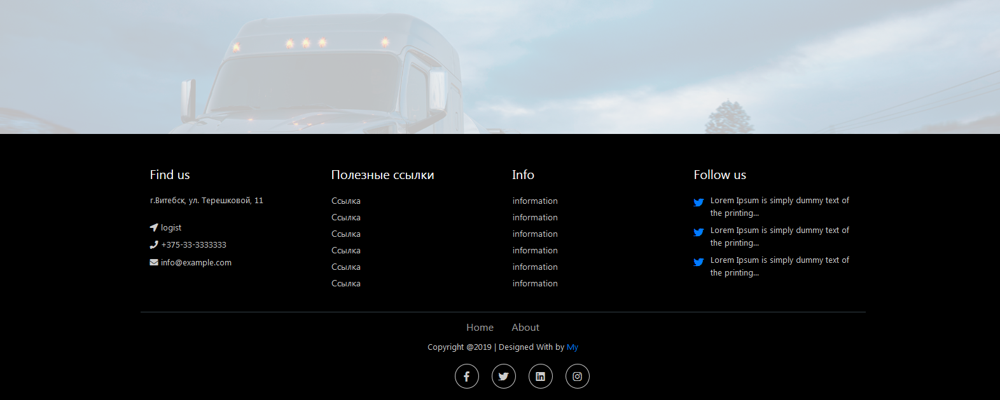 Find us
г.Витебск, ул. Терешковой, 11
logist
+375-33-3333333
info@example.com
Полезные ссылки
Ссылка
Ссылка
Ссылка
Ссылка
Ссылка
Ссылка
Info
information
information
information
information
information
information
Follow us
Lorem Ipsum is simply dummy text of
the printing...
Lorem Ipsum is simply dummy text of
the printing...
Lorem Ipsum is simply dummy text of
the printing...
Home About
Copyright @2019 | Designed With by My